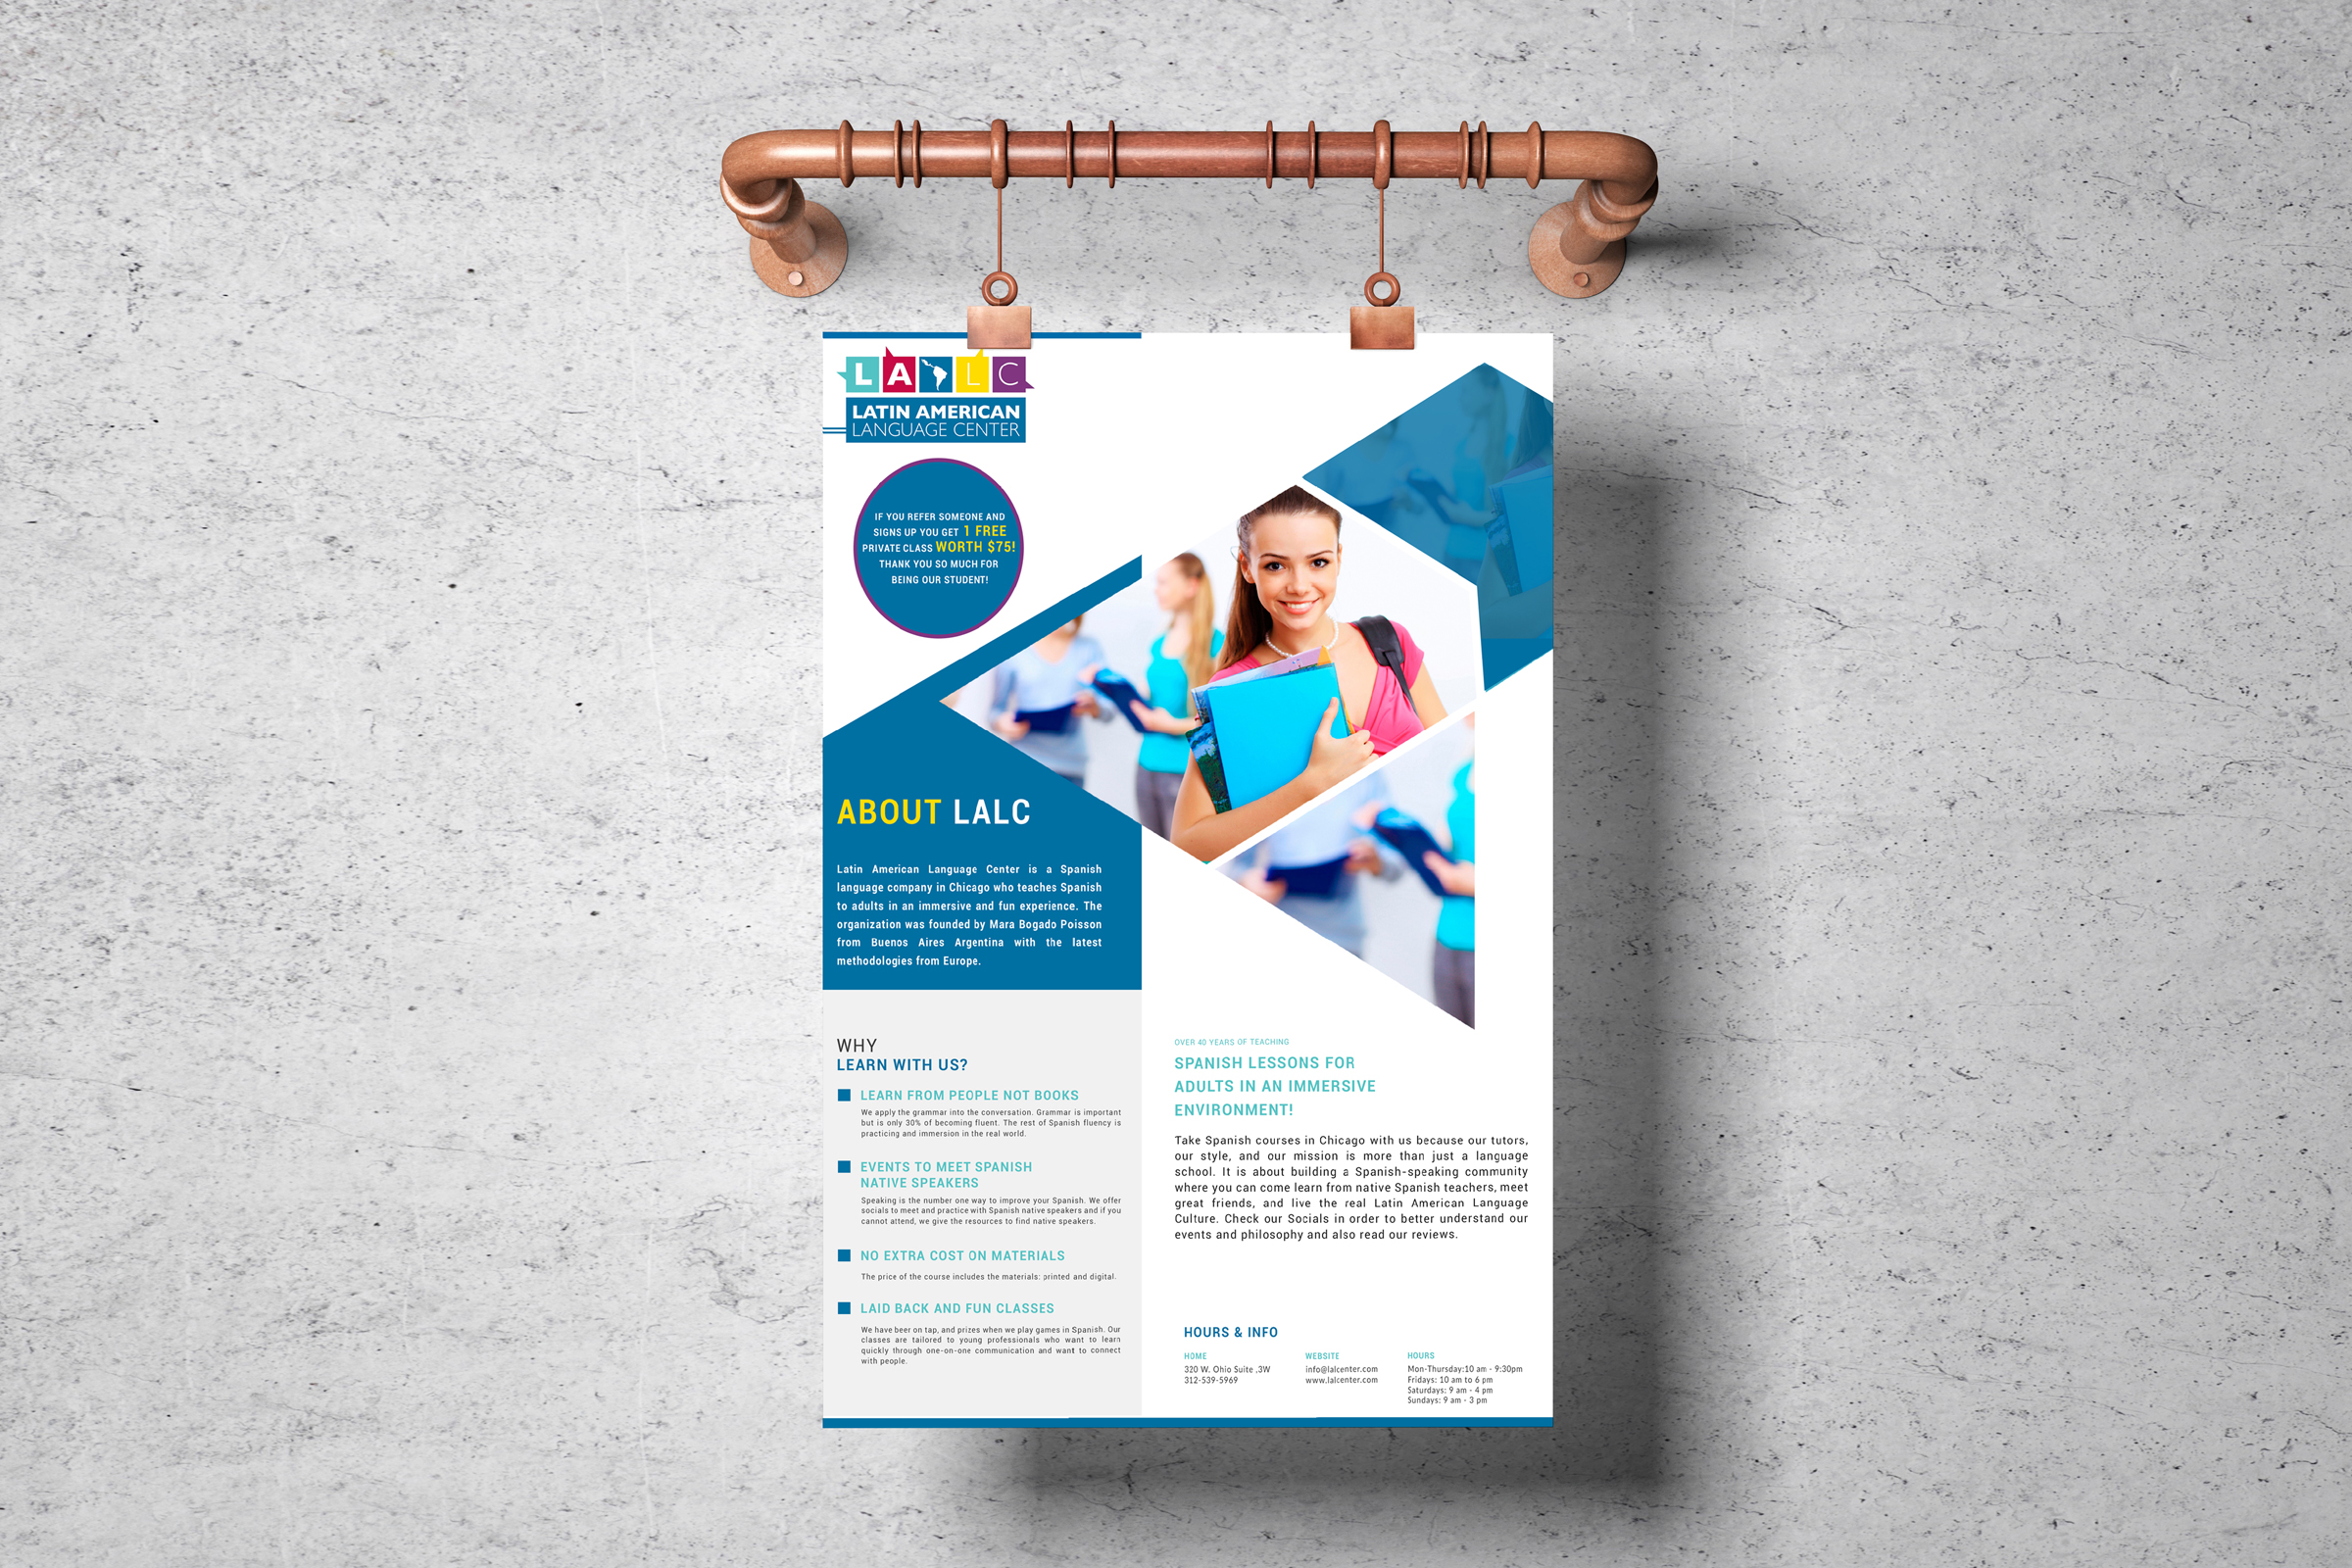 LALC
LATIN AMERICAN
LANGUAGE CENTER
IF YOU REFER SOMEONE AND
SIGNS UP YOU GET 1 FREE
PRIVATE CLASS WORTH $75!
THANK YOU SO MUCH FOR
BEING OUR STUDENT!
ABOUT LALC
Latin American Language Center is a Spanish
language company in Chicago who teaches Spanish
to adults in an immersive and fun experience. The
organization was founded by Mara Bogado Poisson
from Buenos Aires Argentina with the latest
methodologies from Europe.
WHY
LEARN WITH US?
LEARN FROM PEOPLE NOT BOOKS
We apply the grammar into the conversation. Grammar is important
but is only 30% of becoming fluent. The rest of Spanish fluency is
practicing and immersion in the real world.
EVENTS TO MEET SPANISH
NATIVE SPEAKERS
Speaking is the number one way to improve your Spanish. We offer
socials to meet and practice with Spanish native speakers and if you
cannot attend, we give the resources to find native speakers.
NO EXTRA COST ON MATERIALS
The price of the course includes the materials: printed and digital.
LAID BACK AND FUN CLASSES
We have beer on tap, and prizes when we play games in Spanish. Our
classes are tailored to young professionals who want to learn
quickly through one-on-one communication and want to connect
with people.
OVER 40 YEARS OF TEACHING
SPANISH LESSONS FOR
ADULTS IN AN IMMERSIVE
ENVIRONMENT!
Take Spanish courses in Chicago with us because our tutors,
our style, and our mission is more than just a language
school. It is about building a Spanish-speaking community
where you can come learn from native Spanish teachers, meet
great friends, and live the real Latin American Language
Culture. Check our Socials in order to better understand our
events and philosophy and also read our reviews.
HOURS & INFO
HOME
320 W. Ohio Suite ,3W
312-539-5969
WEBSITE
info@lalcenter.com
www.lalcenter.com
HOURS
Mon-Thursday:10 am - 9:30pm
Fridays: 10 am to 6 pm
Saturdays: 9 am - 4 pm
Sundays: 9 am - 3 pm